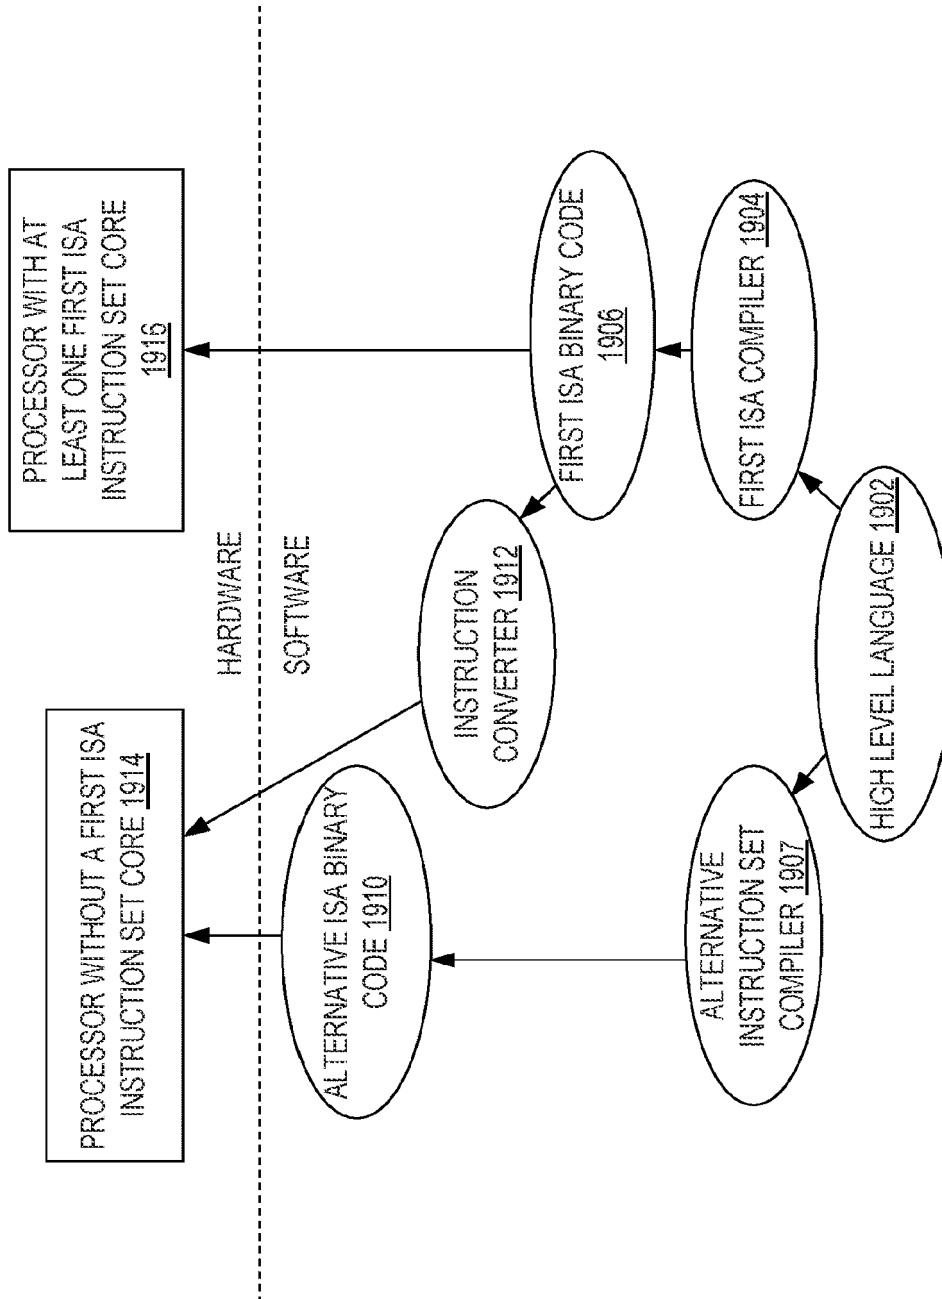 PROCESSOR WITHOUT A FIRST ISA
INSTRUCTION SET CORE 1914
PROCESSOR WITH AT
LEAST ONE FIRST ISA
INSTRUCTION SET CORE
1916
HARDWARE
SOFTWARE
ALTERNATIVE ISA BINARY
CODE 1910
INSTRUCTION
CONVERTER 1912
FIRST ISA BINARY CODE
1906
ALTERNATIVE
INSTRUCTION SET
COMPILER 1907
FIRST ISA COMPILER 1904
HIGH LEVEL LANGUAGE 1902